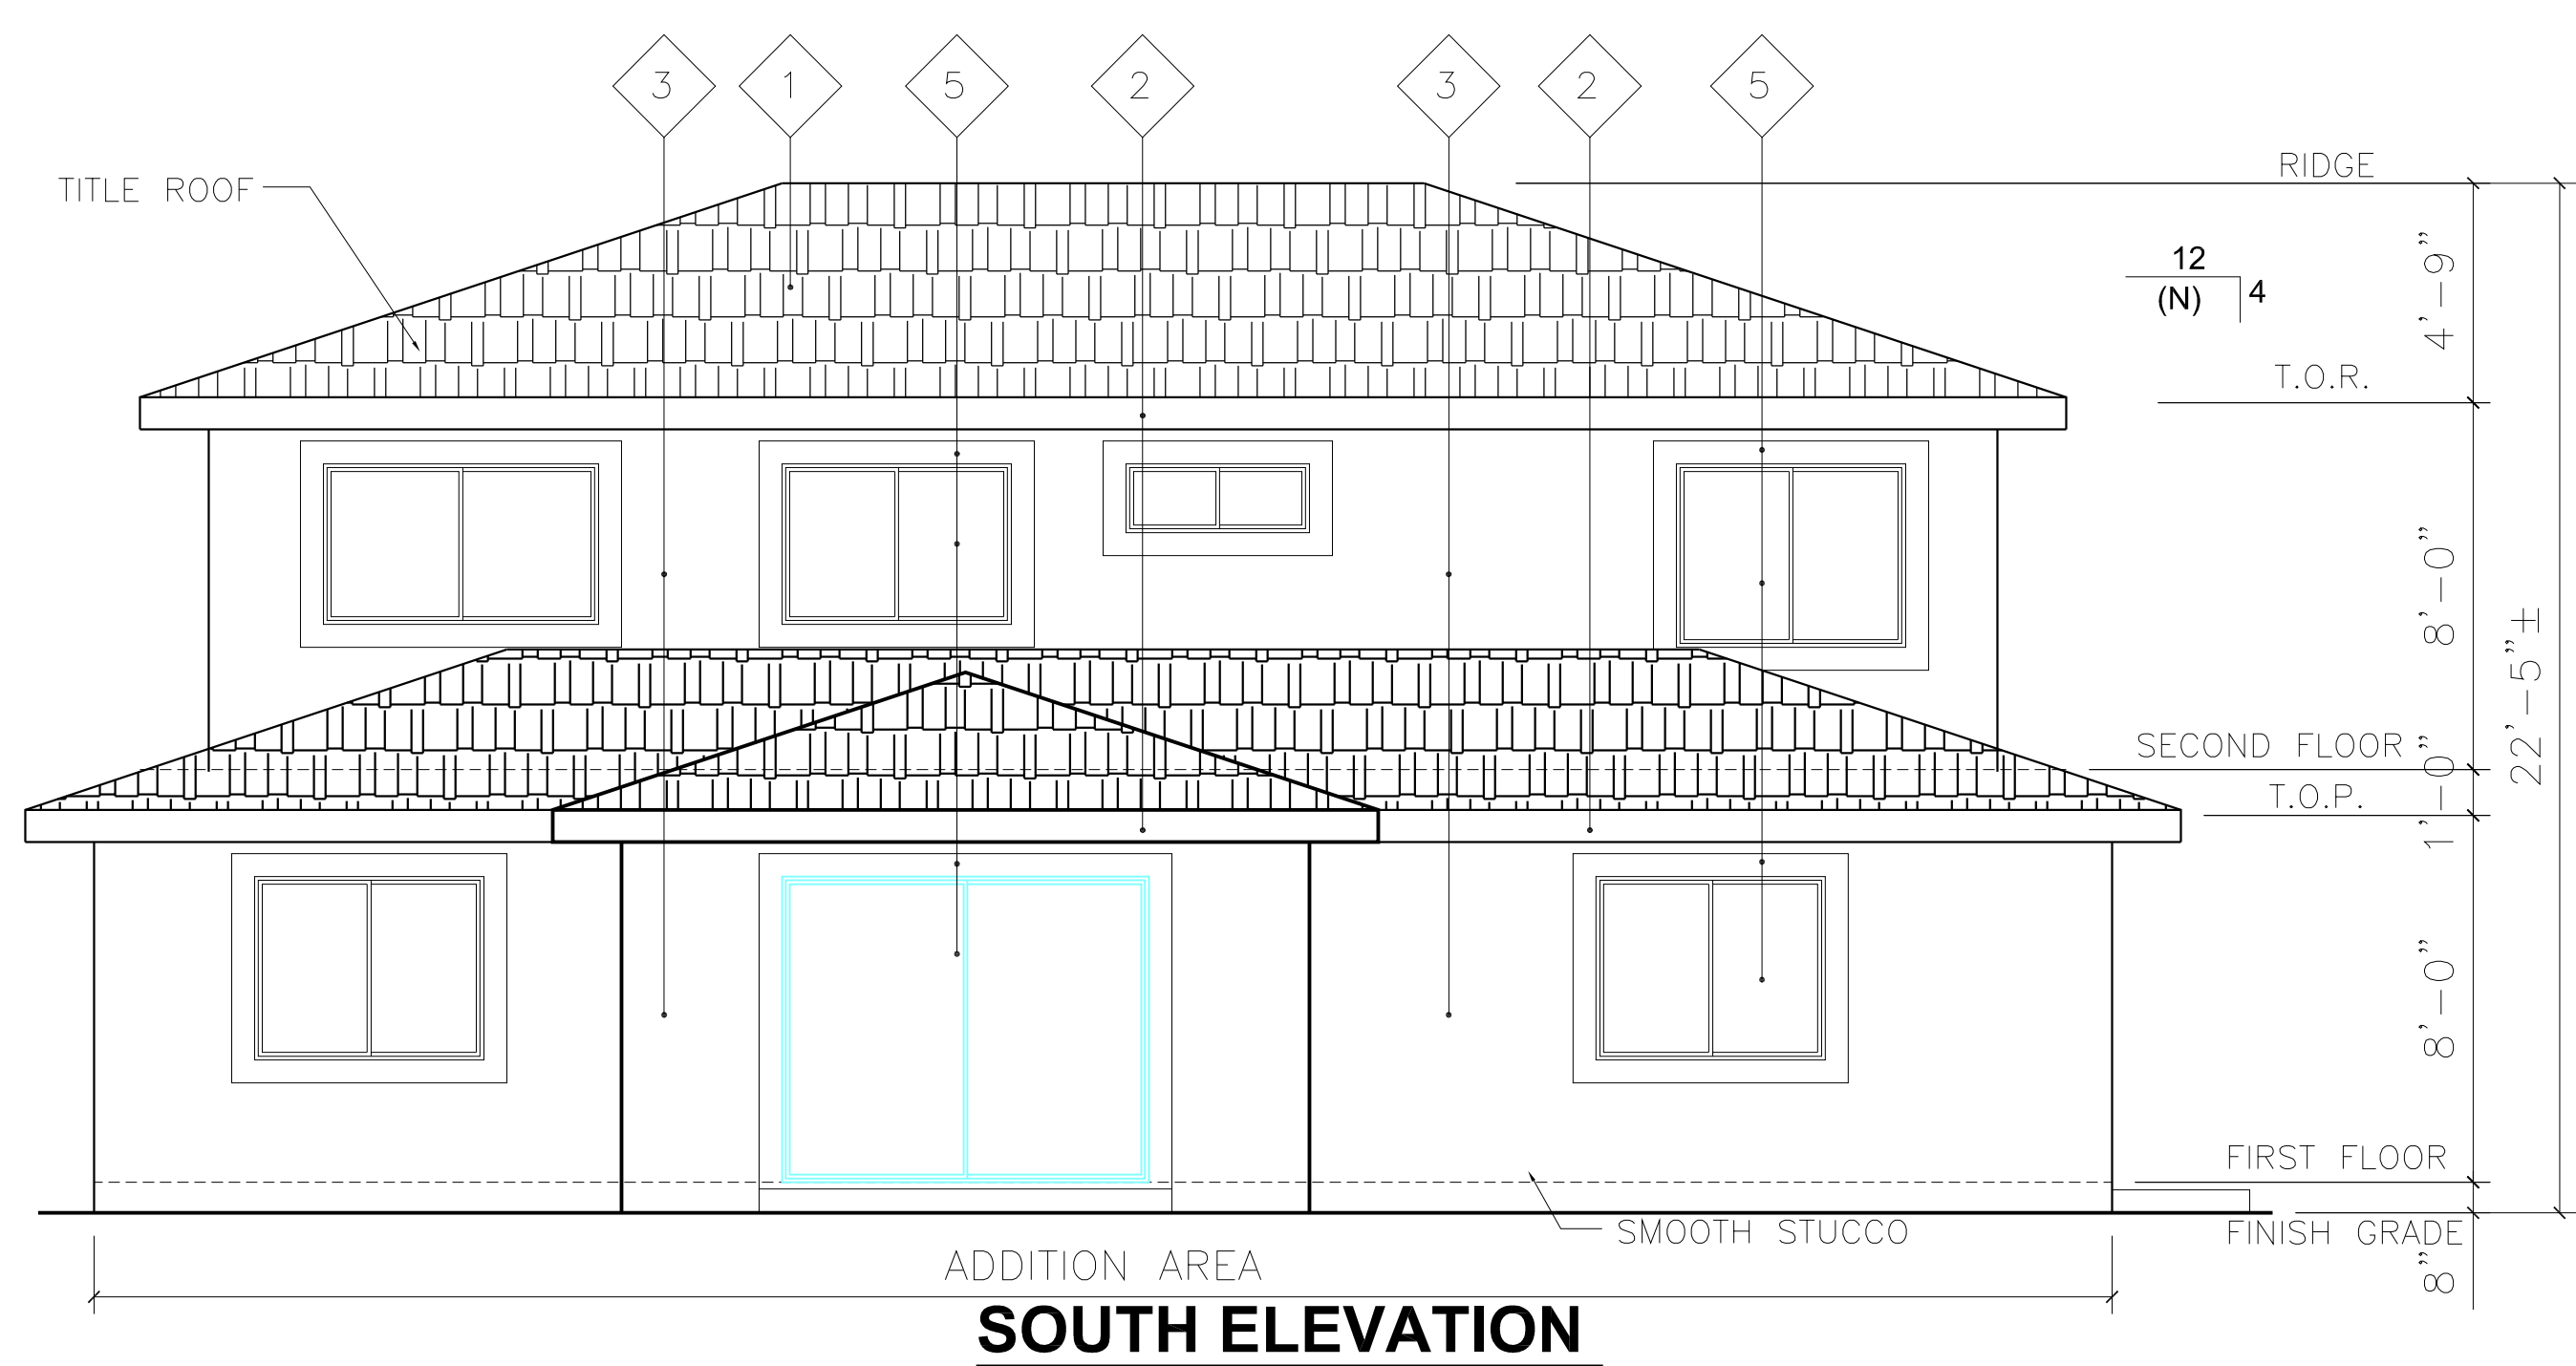 3 1 5 2 3 2 5
RIDGE
TITLE ROOF
12
(N) 4
4'-9"
T.O.R.
8'-0"
22'-5"±
SECOND FLOOR
1'-0"
T.O.P.
8'-0"
FIRST FLOOR
SMOOTH STUCCO
FINISH GRADE
8"
ADDITION AREA
SOUTH ELEVATION